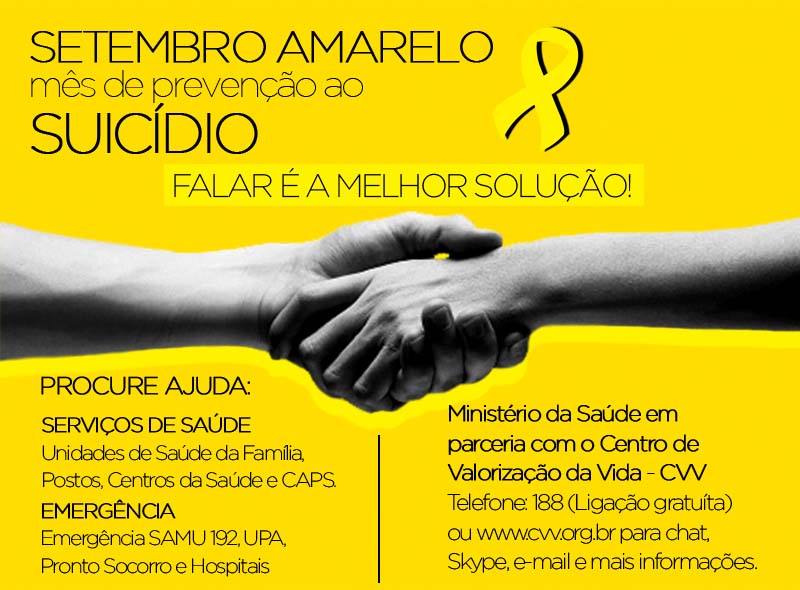 SETEMBRO AMARELO
mês de prevenção ao
SUICÍDIO
FALAR É A MELHOR SOLUÇÃO!
PROCURE AJUDA:
SERVIÇOS DE SAÚDE
Unidades de Saúde da Família,
Postos, Centros da Saúde e CAPS.
EMERGÊNCIA
Emergência SAMU 192, UPA,
Pronto Socorro e Hospitais
Ministério da Saúde em
parceria com o Centro de
Valorização da Vida - CVV
Telefone: 188 (Ligação gratuíta)
ou www.cvv.org.br para chat,
Skype, e-mail e mais informações.